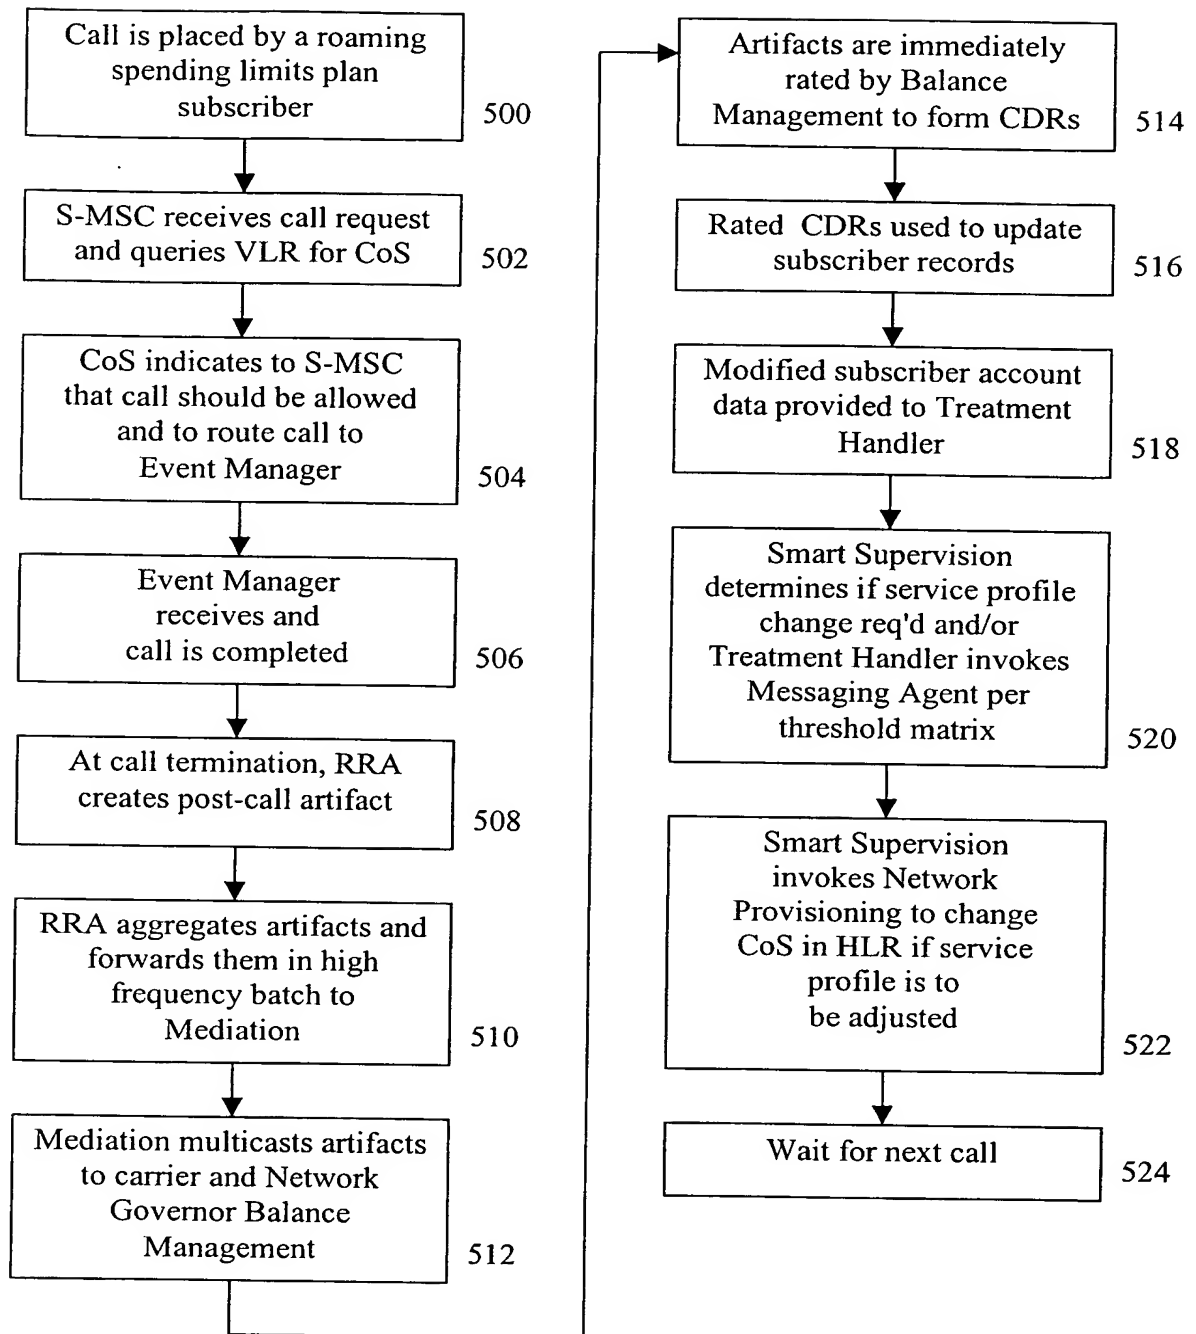 Call is placed by a roaming
spending limits plan
subscriber
500
S-MSC receives call request
and queries VLR for CoS
502
CoS indicates to S-MSC
that call should be allowed
and to route call to
Event Manager
504
Event Manager
receives and
call is completed
506
At call termination, RRA
creates post-call artifact
508
RRA aggregates artifacts and
forwards them in high
frequency batch to
Mediation
510
Mediation multicasts artifacts
to carrier and Network
Governor Balance
Management
512
Artifacts are immediately
rated by Balance
Management to form CDRs
514
Rated CDRs used to update
subscriber records
516
Modified subscriber account
data provided to Treatment
Handler
518
Smart Supervision
determines if service profile
change req'd and/or
Treatment Handler invokes
Messaging Agent per
threshold matrix
520
Smart Supervision
invokes Network
Provisioning to change
CoS in HLR if service
profile is to
be adjusted
522
Wait for next call
524